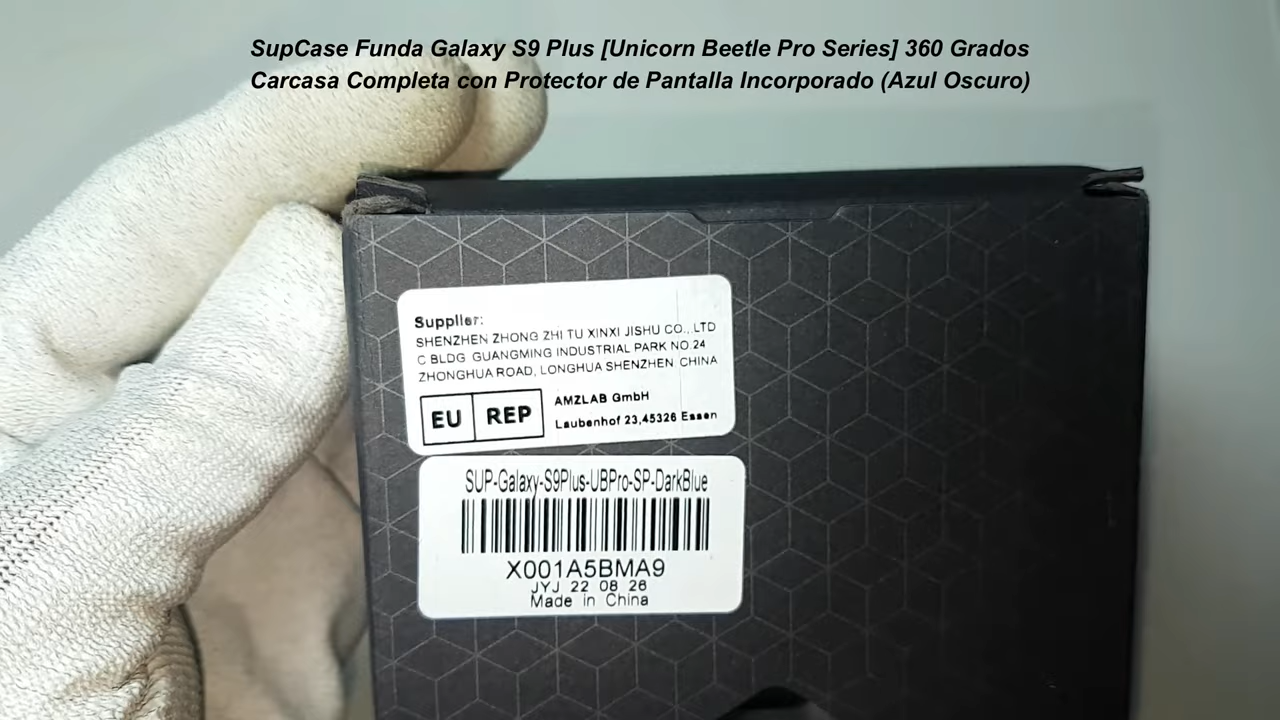 SupCase Funda Galaxy S9 Plus [Unicorn Beetle Pro Series] 360 Grados
Carcasa Completa con Protector de Pantalla Incorporado (Azul Oscuro)
Supplier:
SHENZHEN ZHONG ZHI TU XINXI JISHU CO., LTD
C BLDG GUANGMING INDUSTRIAL PARK NO.24
ZHONGHUA ROAD, LONGHUA SHENZHEN CHINA
EU REP
AMZLAB GmbH
Laubenhof 23,45326 Essen
SUP-Galaxy-S9Plus-UBPro-SP-DarkBlue
X001A5BMA9
JYJ 22 08 26
Made in China